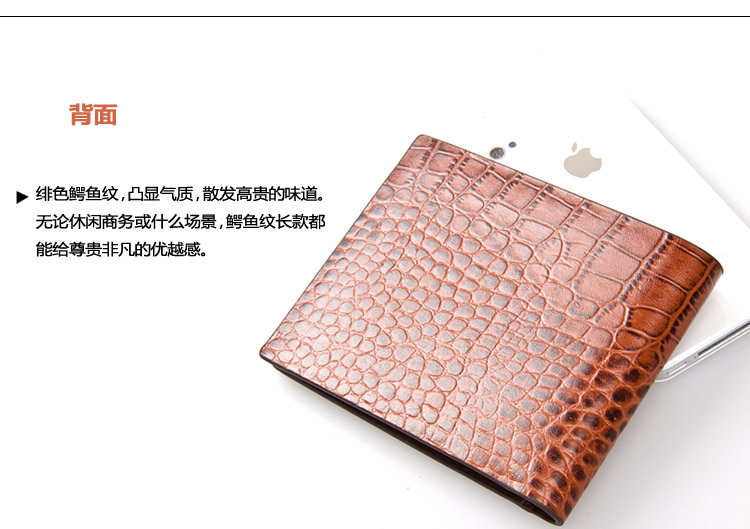 背面
绯色鳄鱼纹，凸显气质，散发高贵的味道。
无论休闲商务或什么场景，鳄鱼纹长款都
能给尊贵非凡的优越感。